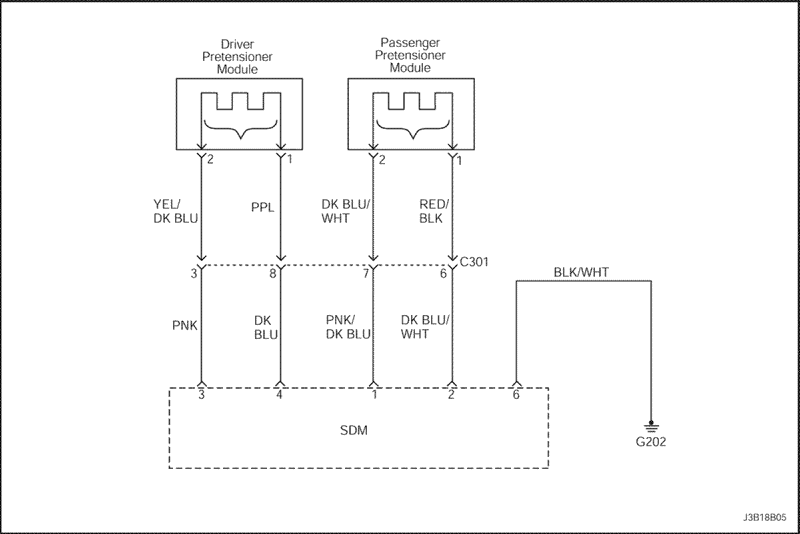 Driver
Pretensioner
Module
Passenger
Pretensioner
Module
2
1
2
1
YEL/
DK BLU
PPL
DK BLU/
WHT
RED/
BLK
3
8
7
6
C301
BLK/WHT
PNK
DK
BLU
PNK/
DK BLU
DK BLU/
WHT
3
4
1
2
6
SDM
G202
J3B18B05